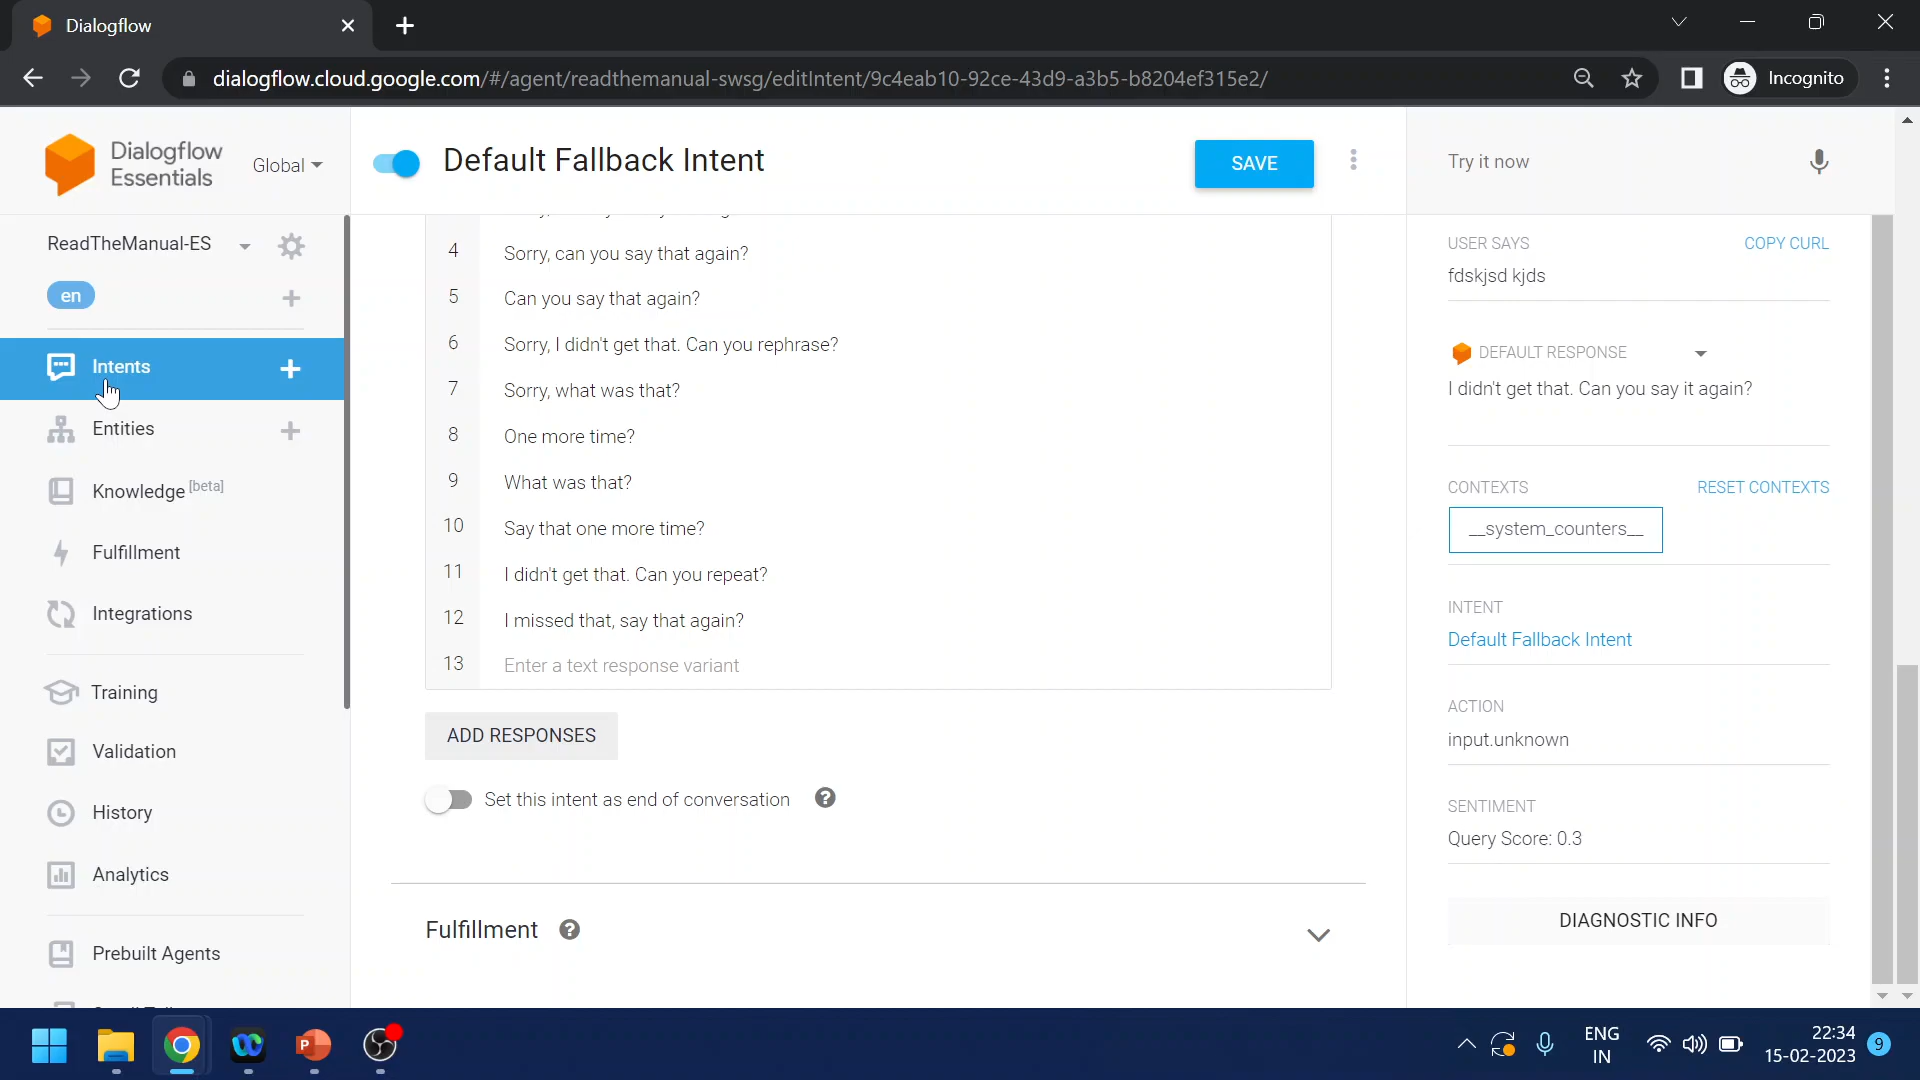 Dialogflow
dialogflow.cloud.google.com/#/agent/readthemanual-swsg/editIntent/9c4eab10-92ce-43d9-a3b5-b8204ef315e2/
Incognito
Dialogflow
Essentials
Global
Default Fallback Intent
SAVE
Try it now
ReadTheManual-ES
en
Intents
Entities
Knowledge [beta]
Fulfillment
Integrations
Training
Validation
History
Analytics
Prebuilt Agents
4 Sorry, can you say that again?
5 Can you say that again?
6 Sorry, I didn't get that. Can you rephrase?
7 Sorry, what was that?
8 One more time?
9 What was that?
10 Say that one more time?
11 I didn't get that. Can you repeat?
12 I missed that, say that again?
13 Enter a text response variant
ADD RESPONSES
Set this intent as end of conversation
Fulfillment
USER SAYS COPY CURL
fdskjsd kjds
DEFAULT RESPONSE
I didn't get that. Can you say it again?
CONTEXTS RESET CONTEXTS
__system_counters__
INTENT
Default Fallback Intent
ACTION
input.unknown
SENTIMENT
Query Score: 0.3
DIAGNOSTIC INFO
ENG
IN
22:34
15-02-2023
9